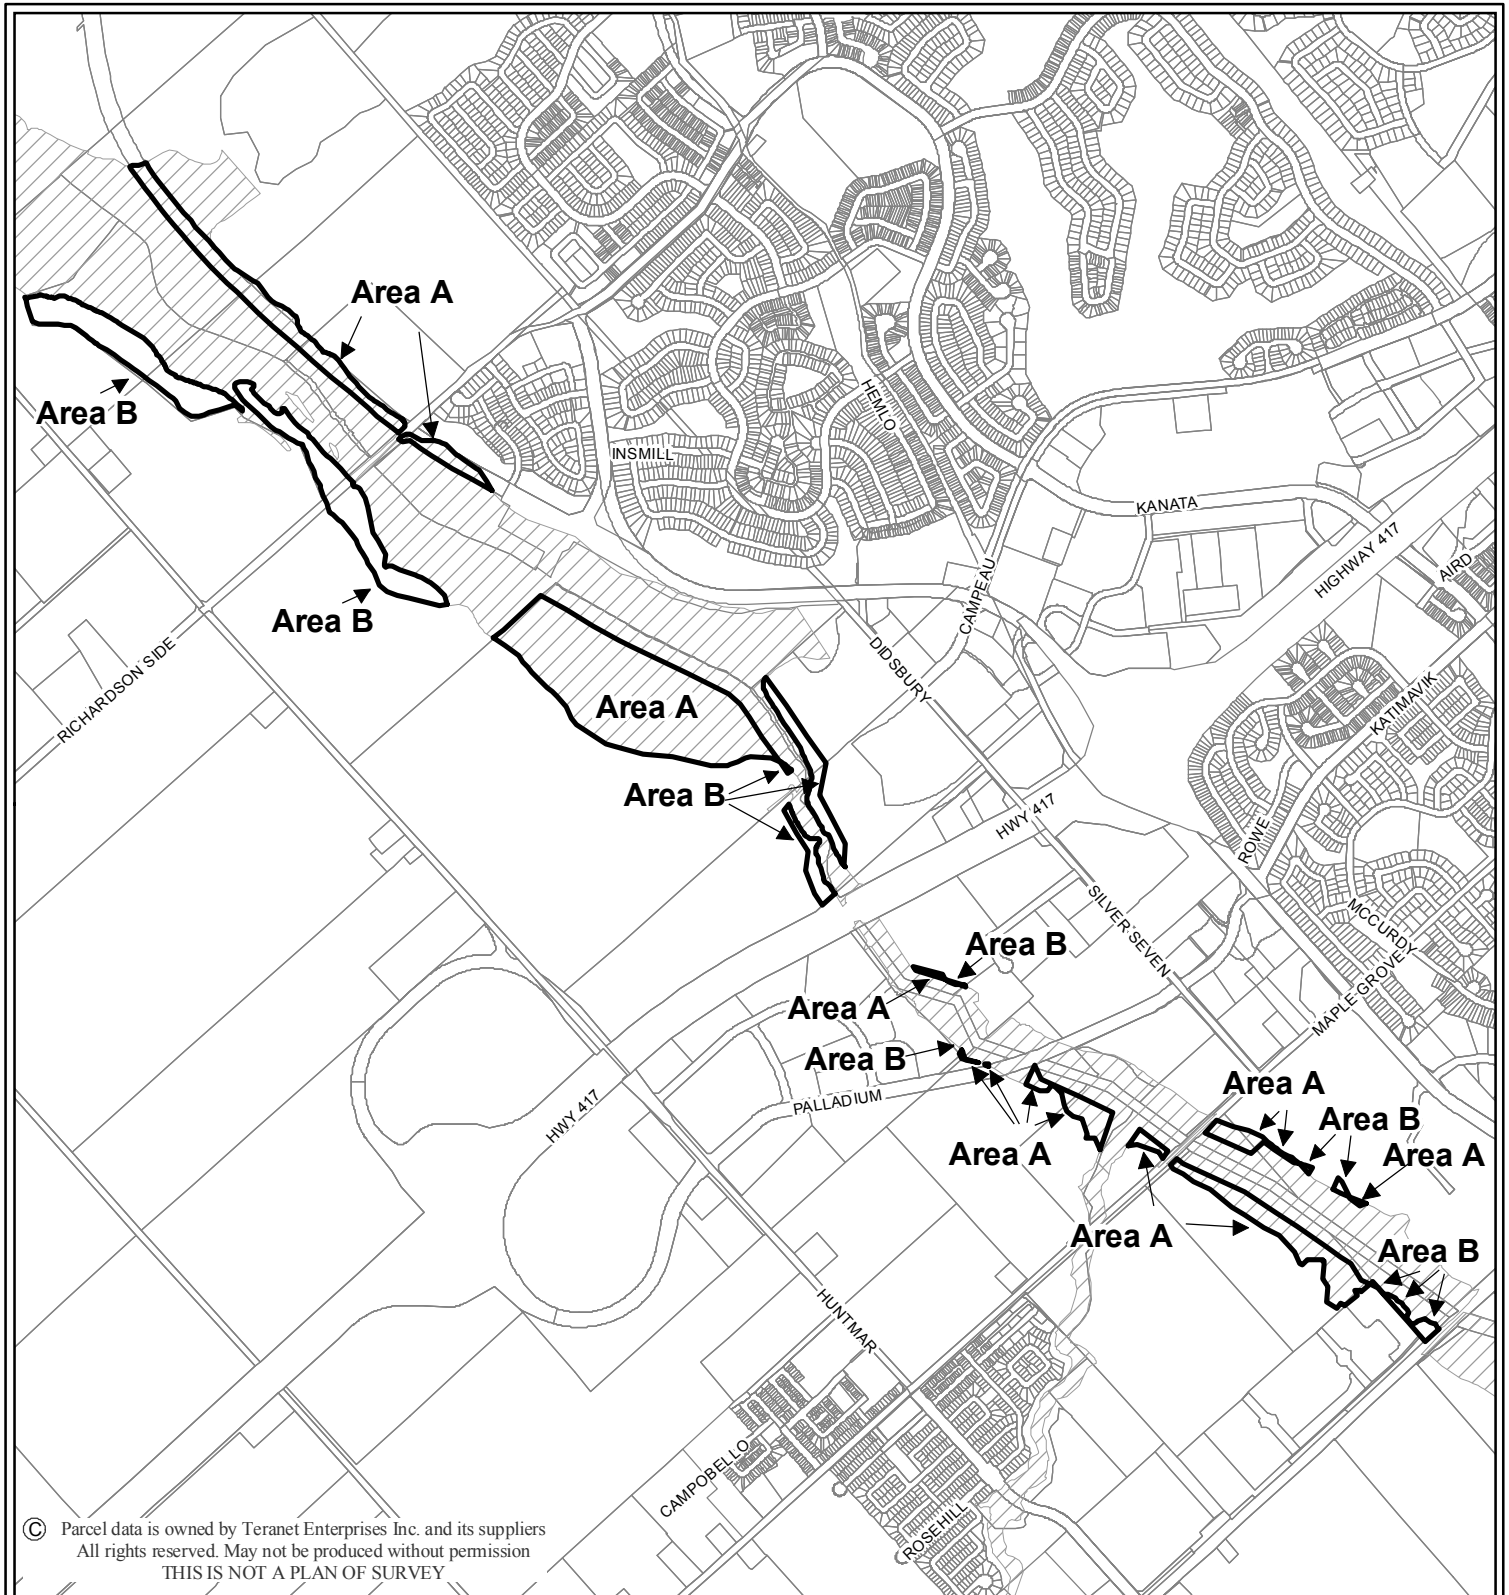 Area A
Area B
HEMLO
INSMILL
KANATA
HIGHWAY 417
AIRD
CAMPEAU
Area B
RICHARDSON SIDE
DIDSBURY
KATIMAVIK
Area A
Area B
HWY 417
ROWE
SILVER SEVEN
MCCURDY
Area B
MAPLE GROVE
Area A
Area B
PALLADIUM
HWY 417
Area A
Area B
Area A
Area A
Area A
Area B
HUNTMAR
CAMPOBELLO
ROSEHILL
© Parcel data is owned by Teranet Enterprises Inc. and its suppliers
All rights reserved. May not be produced without permission
THIS IS NOT A PLAN OF SURVEY